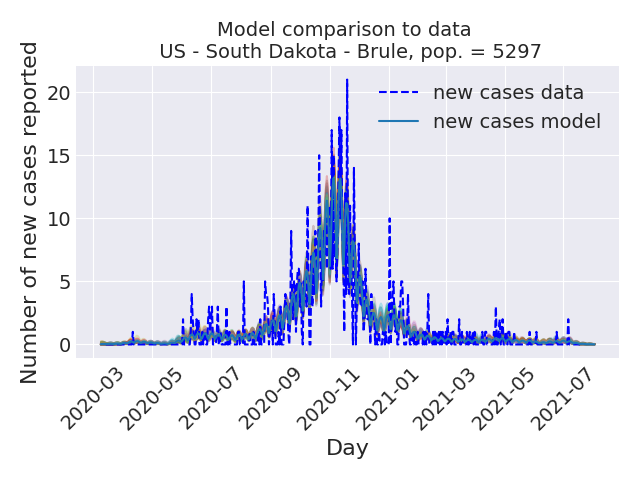 Model comparison to data
US - South Dakota - Brule, pop. = 5297
Number of new cases reported
20
15
10
5
0
new cases data
new cases model
2020-03
2020-05
2020-07
2020-09
2020-11
2021-01
2021-03
2021-05
2021-07
Day